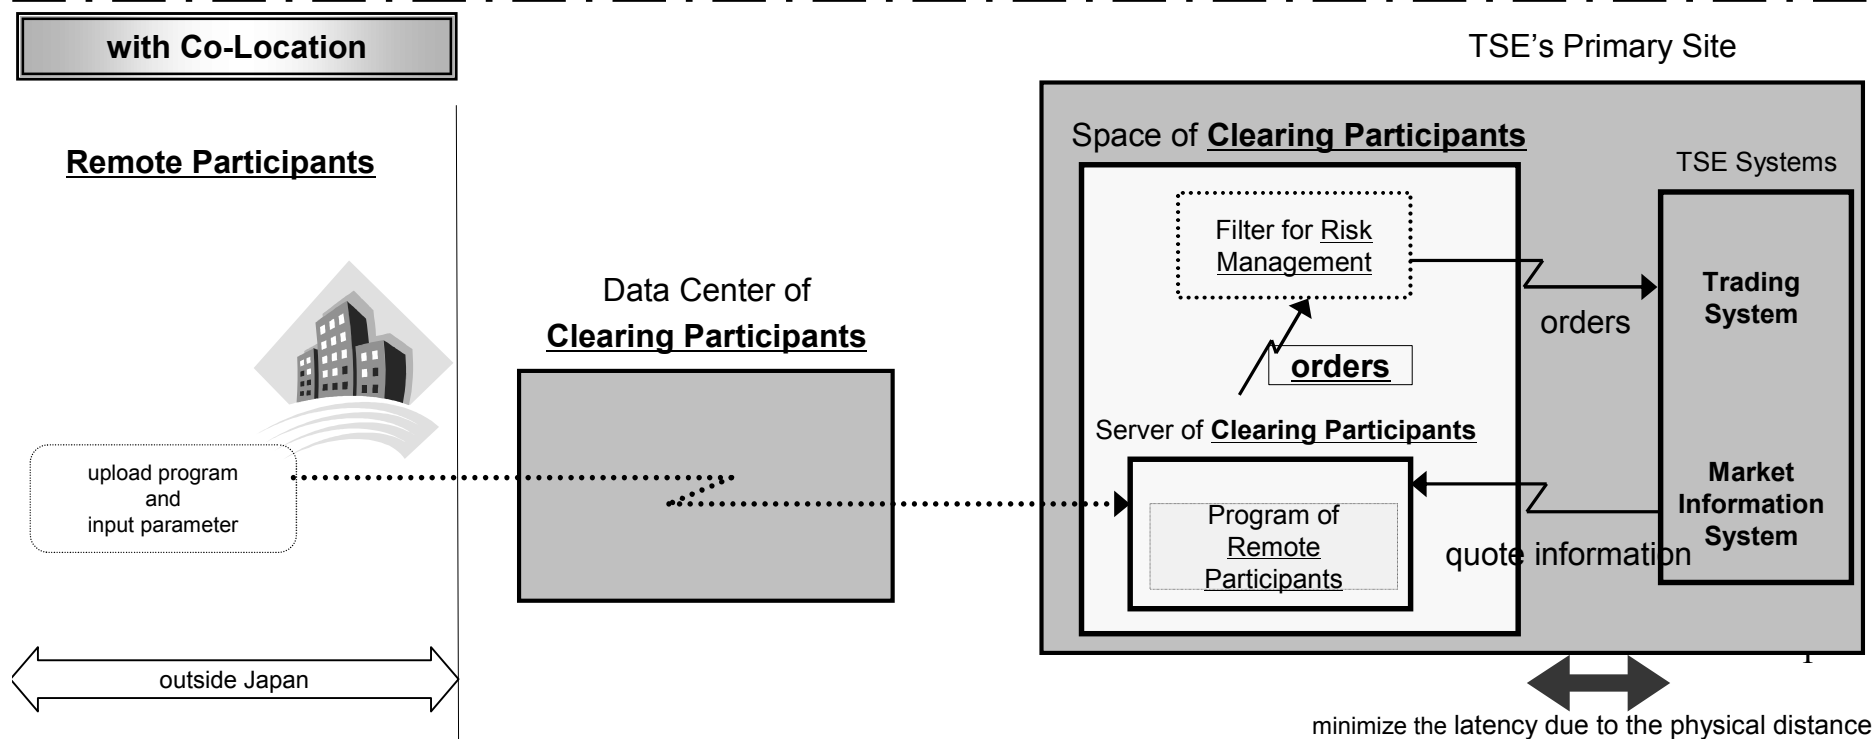 with Co-Location
TSE's Primary Site
Remote Participants
Space of Clearing Participants
TSE Systems
Filter for Risk
Management
Data Center of
Clearing Participants
Trading
System
orders
orders
Server of Clearing Participants
upload program
and
input parameter
Market
Information
System
Program of
Remote
Participants
quote information
outside Japan
minimize the latency due to the physical distance